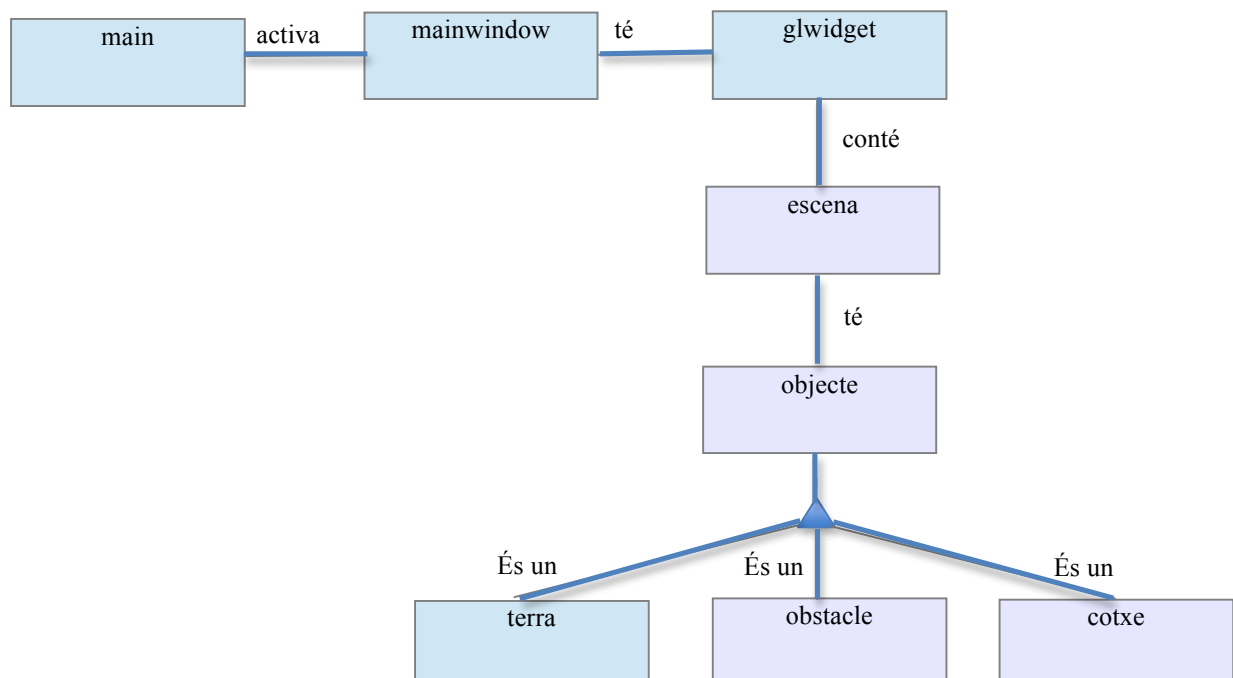 main
activa
mainwindow
té
glwidget
conté
escena
té
objecte
És un
És un
És un
terra
obstacle
cotxe